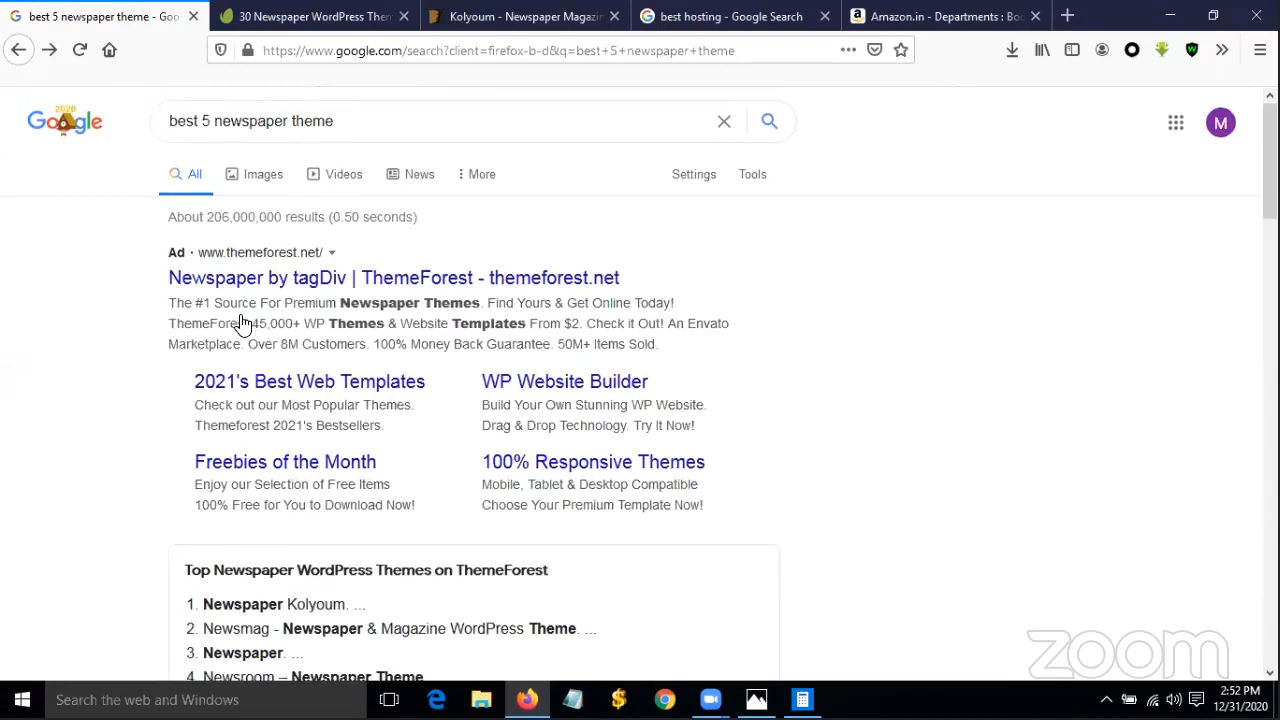 best 5 newspaper theme - Goo
30 Newspaper WordPress Then
Kolyoum - Newspaper Magazin
best hosting - Google Search
Amazon.in - Departments : Boo
https://www.google.com/search?client=firefox-b-d&q=best+5+newspaper+theme
2020
Google
best 5 newspaper theme
M
All
Images
Videos
News
More
Settings
Tools
About 206,000,000 results (0.50 seconds)
Ad · www.themeforest.net/
Newspaper by tagDiv | ThemeForest - themeforest.net
The #1 Source For Premium Newspaper Themes. Find Yours & Get Online Today!
ThemeFores 45,000+ WP Themes & Website Templates From $2. Check it Out! An Envato
Marketplace. Over 8M Customers. 100% Money Back Guarantee. 50M+ Items Sold.
2021's Best Web Templates
Check out our Most Popular Themes.
Themeforest 2021's Bestsellers.
WP Website Builder
Build Your Own Stunning WP Website.
Drag & Drop Technology. Try It Now!
Freebies of the Month
Enjoy our Selection of Free Items
100% Free for You to Download Now!
100% Responsive Themes
Mobile, Tablet & Desktop Compatible
Choose Your Premium Template Now!
Top Newspaper WordPress Themes on ThemeForest
1. Newspaper Kolyoum. ...
2. Newsmag - Newspaper & Magazine WordPress Theme. ...
3. Newspaper. ...
4. Newsroom – Newspaper Theme
zoom
Search the web and Windows
2:52 PM
12/31/2020